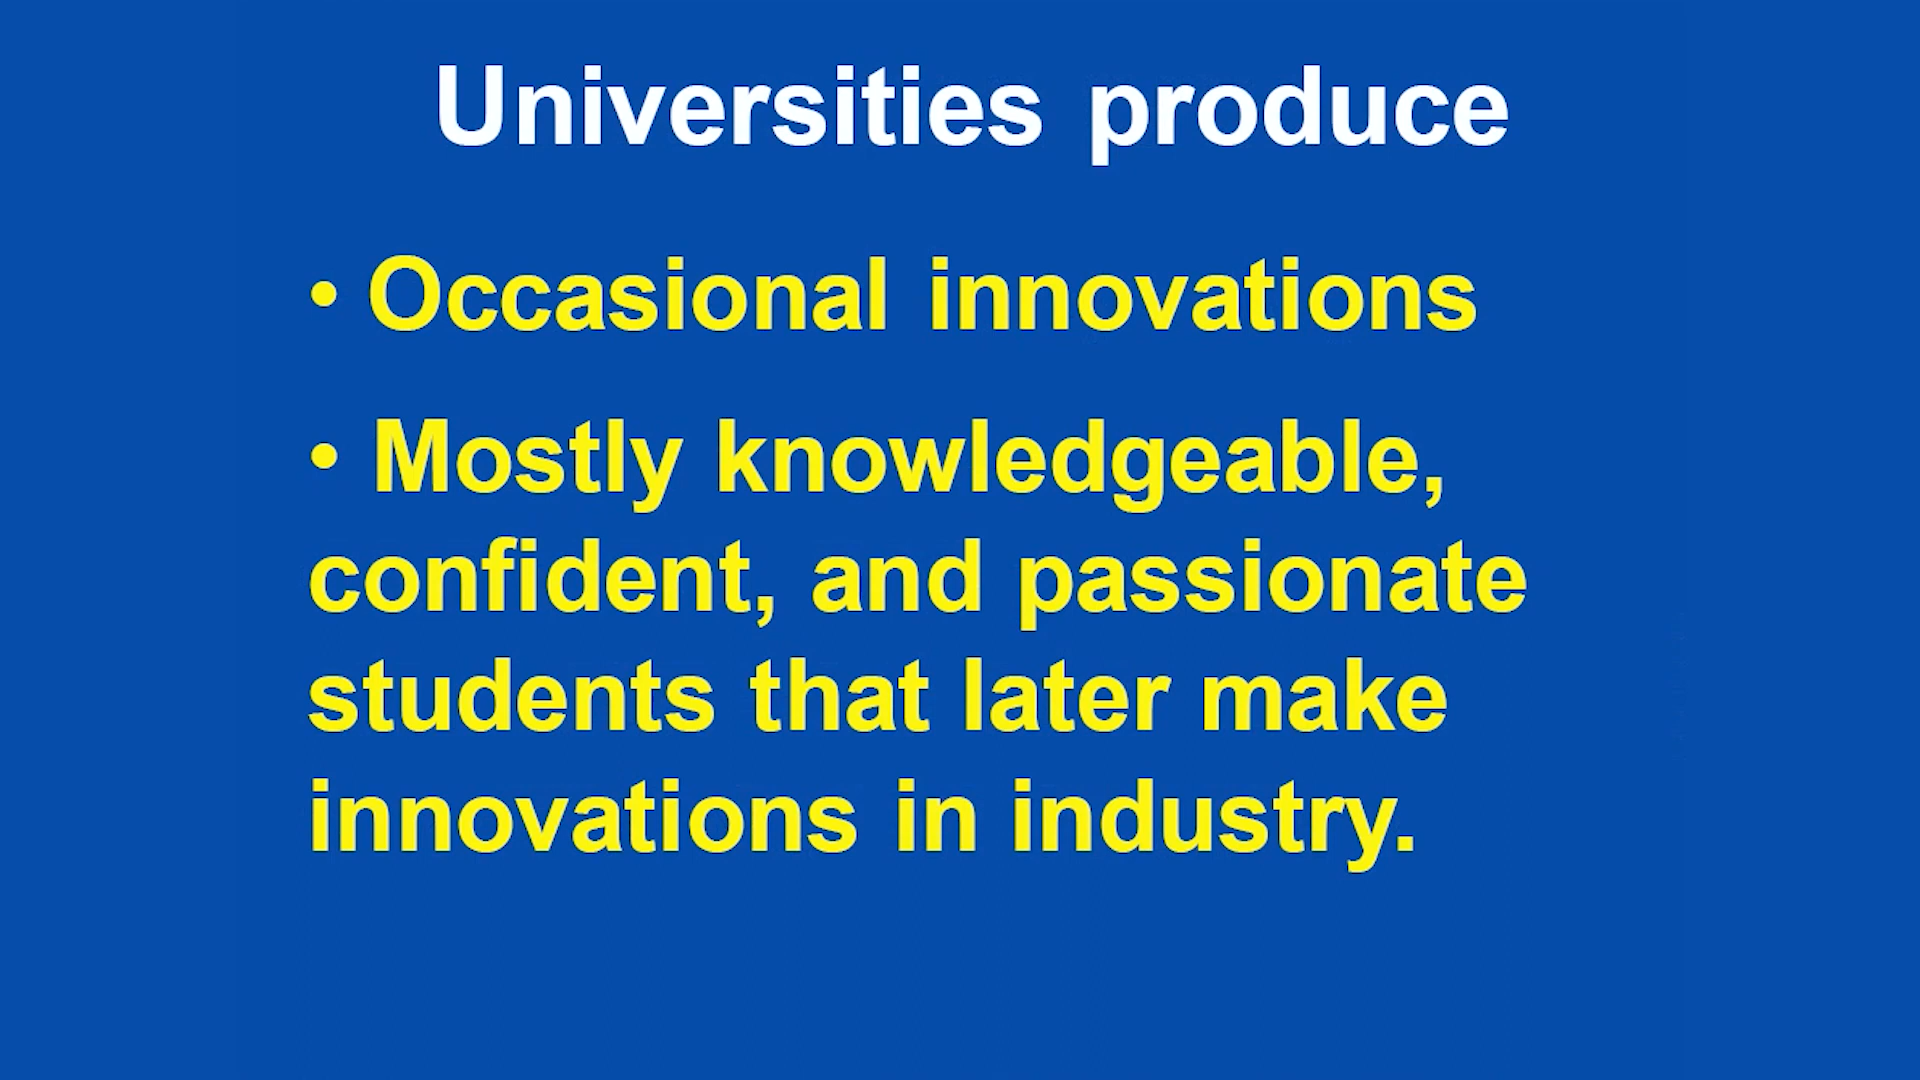 Universities produce
• Occasional innovations
• Mostly knowledgeable,
confident, and passionate
students that later make
innovations in industry.